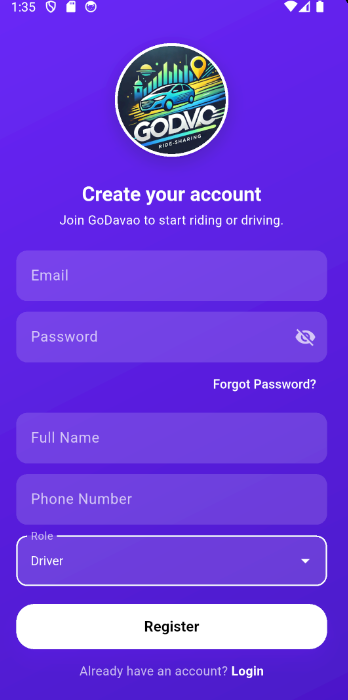 1:35
GODVO
RIDE-SHARING
Create your account
Join GoDavao to start riding or driving.
Email
Password
Forgot Password?
Full Name
Phone Number
Role
Driver
Register
Already have an account? Login